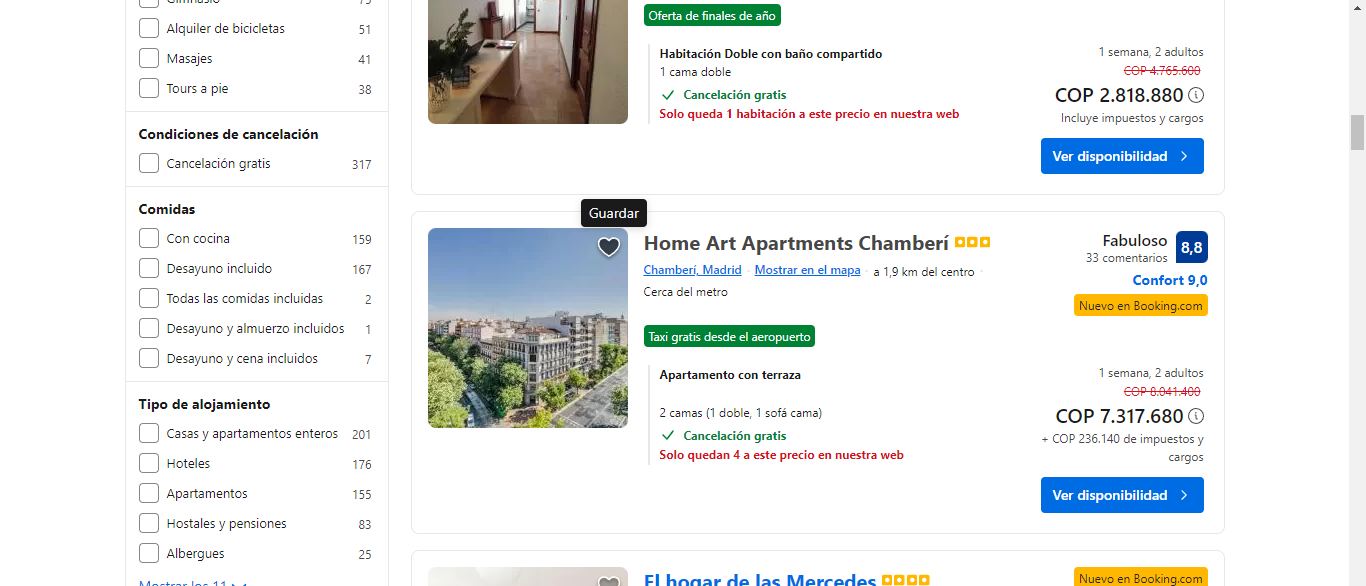 Gimnasio 75
Alquiler de bicicletas 51
Masajes 41
Tours a pie 38
Condiciones de cancelación
Cancelación gratis 317
Comidas
Con cocina 159
Desayuno incluido 167
Todas las comidas incluidas 2
Desayuno y almuerzo incluidos 1
Desayuno y cena incluidos 7
Tipo de alojamiento
Casas y apartamentos enteros 201
Hoteles 176
Apartamentos 155
Hostales y pensiones 83
Albergues 25
Mostrar los 11
Oferta de finales de año
Habitación Doble con baño compartido
1 cama doble
Cancelación gratis
Solo queda 1 habitación a este precio en nuestra web
1 semana, 2 adultos
COP 4.765.600
COP 2.818.880
Incluye impuestos y cargos
Ver disponibilidad
Guardar
Home Art Apartments Chamberí
Chamberí, Madrid · Mostrar en el mapa · a 1,9 km del centro ·
Cerca del metro
Fabuloso 8,8
33 comentarios
Confort 9,0
Nuevo en Booking.com
Taxi gratis desde el aeropuerto
Apartamento con terraza
2 camas (1 doble, 1 sofá cama)
Cancelación gratis
Solo quedan 4 a este precio en nuestra web
1 semana, 2 adultos
COP 8.041.400
COP 7.317.680
+ COP 236.140 de impuestos y
cargos
Ver disponibilidad
El hogar de las Mercedes
Nuevo en Booking.com